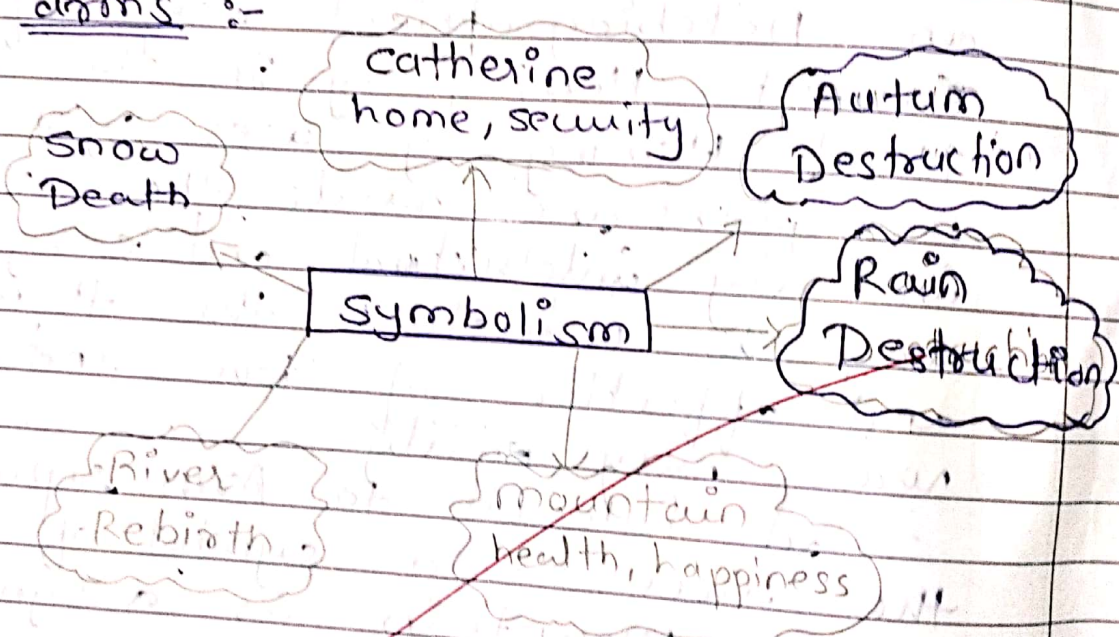 Catherine
home, security
Autum
Destruction
Snow
Death
Rain
Destruction
Symbolism
River
Rebirth
mountain
health, happiness